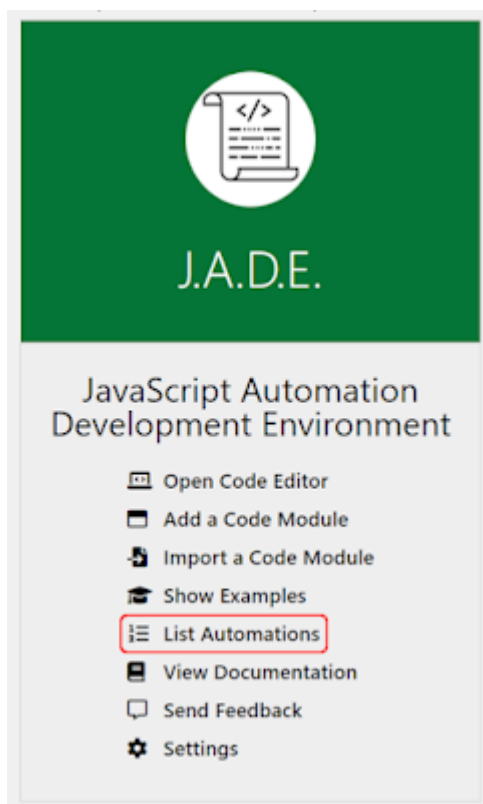 </>
J.A.D.E.
JavaScript Automation
Development Environment
Open Code Editor
Add a Code Module
Import a Code Module
Show Examples
List Automations
View Documentation
Send Feedback
Settings